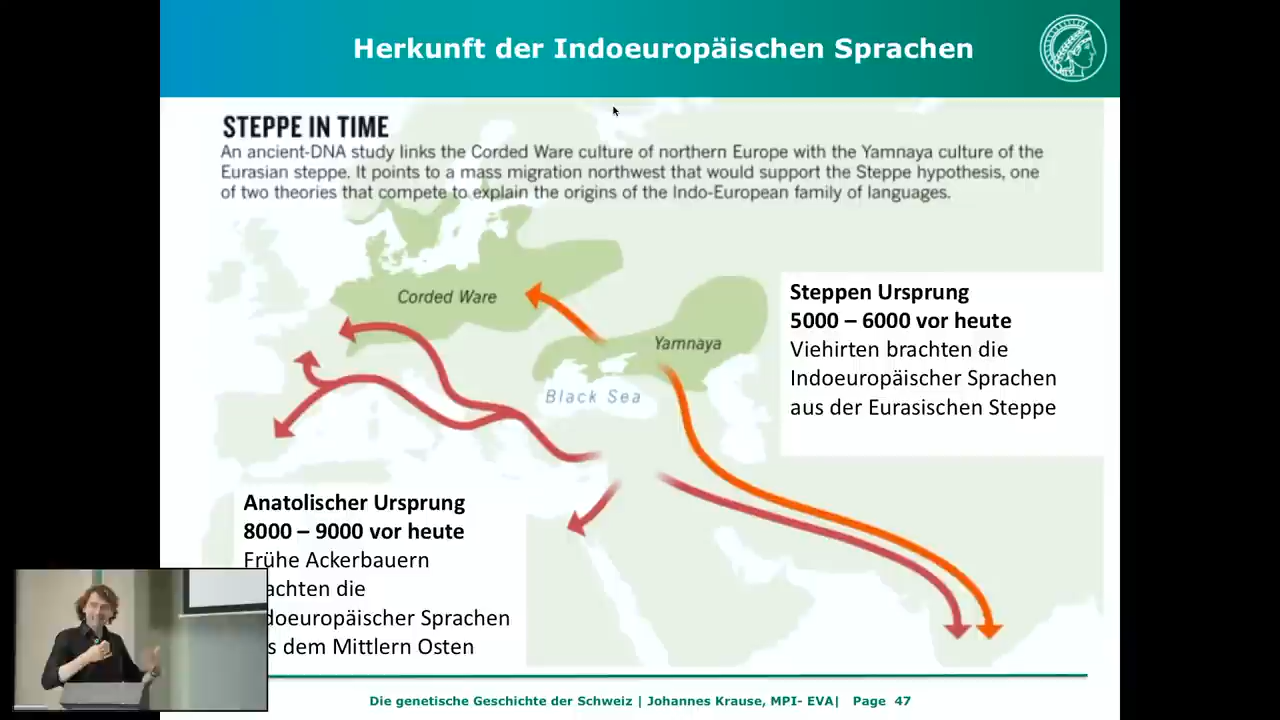 Herkunft der Indoeuropäischen Sprachen
STEPPE IN TIME
An ancient-DNA study links the Corded Ware culture of northern Europe with the Yamnaya culture of the
Eurasian steppe. It points to a mass migration northwest that would support the Steppe hypothesis, one
of two theories that compete to explain the origins of the Indo-European family of languages.
Corded Ware
Yamnaya
Black Sea
Steppen Ursprung
5000 – 6000 vor heute
Viehirten brachten die
Indoeuropäischer Sprachen
aus der Eurasischen Steppe
Anatolischer Ursprung
8000 – 9000 vor heute
Frühe Ackerbauern
achten die
doeuropäischer Sprachen
s dem Mittlern Osten
Die genetische Geschichte der Schweiz | Johannes Krause, MPI- EVA| Page 47